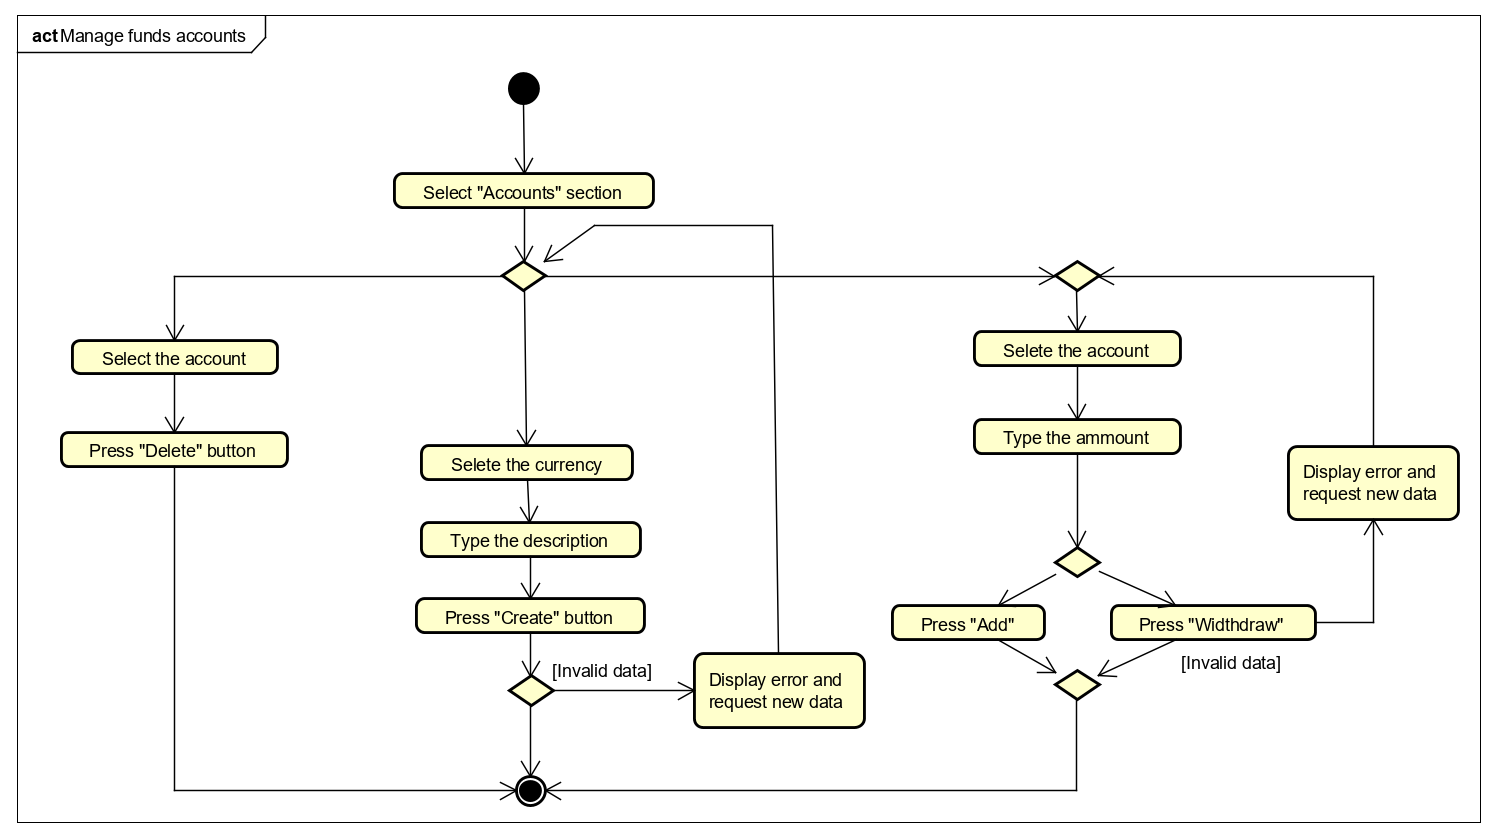 act Manage funds accounts
Select "Accounts" section
Select the account
Selete the account
Press "Delete" button
Type the ammount
Selete the currency
Display error and
request new data
Type the description
Press "Create" button
Press "Add"
Press "Widthdraw"
[Invalid data]
[Invalid data]
Display error and
request new data